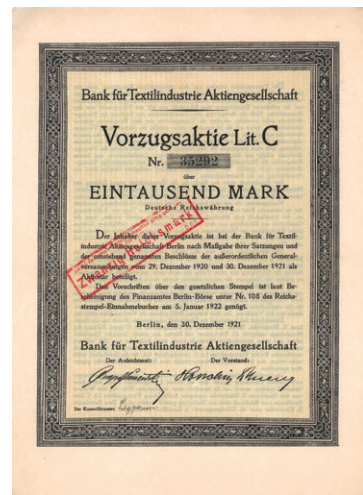 Bank für Textilindustrie Aktiengesellschaft
Vorzugsaktie Lit. C
Nr. 35292
über
EINTAUSEND MARK
Deutsche Reichswährung
Der Inhaber dieser Vorzugsaktie ist bei der Bank für Textil-
industrie Aktiengesellschaft Berlin nach Maßgabe ihrer Satzungen und
der umstehend genannten Beschlüsse der außerordentlichen General-
versammlungen vom 29. Dezember 1920 und 30. Dezember 1921 als
Aktionär beteiligt.
Zwanzig Reichsmark
Den Vorschriften über den gesetzlichen Stempel ist laut Be-
scheinigung des Finanzamtes Berlin-Börse unter Nr. 108 des Reichs-
stempel-Einnahmebuches am 5. Januar 1922 genügt.
Berlin, den 30. Dezember 1921
Bank für Textilindustrie Aktiengesellschaft
Der Aufsichtsrat: Der Vorstand:
Der Kontrollbeamte: